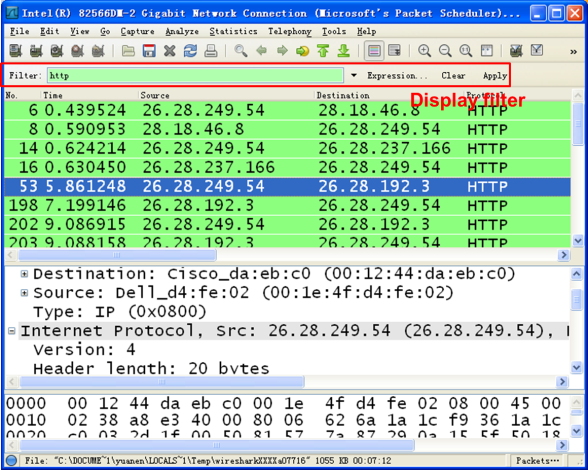 Intel(R) 82566DM-2 Gigabit Network Connection (Microsoft's Packet Scheduler)...
File Edit View Go Capture Analyze Statistics Telephony Tools Help
Filter: http Expression... Clear Apply
No. Time Source Destination Protocol
Display filter
6 0.439524 26.28.249.54 28.18.46.8 HTTP
8 0.590953 28.18.46.8 26.28.249.54 HTTP
14 0.624214 26.28.249.54 26.28.237.166 HTTP
16 0.630450 26.28.237.166 26.28.249.54 HTTP
53 5.861248 26.28.249.54 26.28.192.3 HTTP
198 7.199146 26.28.192.3 26.28.249.54 HTTP
202 9.086915 26.28.249.54 26.28.192.3 HTTP
203 9.088158 26.28.192.3 26.28.249.54 HTTP
Destination: Cisco_da:eb:c0 (00:12:44:da:eb:c0)
Source: Dell_d4:fe:02 (00:1e:4f:d4:fe:02)
Type: IP (0x0800)
Internet Protocol, Src: 26.28.249.54 (26.28.249.54),
Version: 4
Header length: 20 bytes
0000 00 12 44 da eb c0 00 1e 4f d4 fe 02 08 00 45 00
0010 02 38 a8 e3 40 00 80 06 62 6a 1a 1c f9 36 1a 1c
0020 c0 03 2d 1f 00 50 81 57 7a 87 29 0a 15 5f 50 18
File: "C:\DOCUME~1\yuanen\LOCALS~1\Temp\wiresharkXXXXa07716" 1055 KB 00:07:12 Packets...